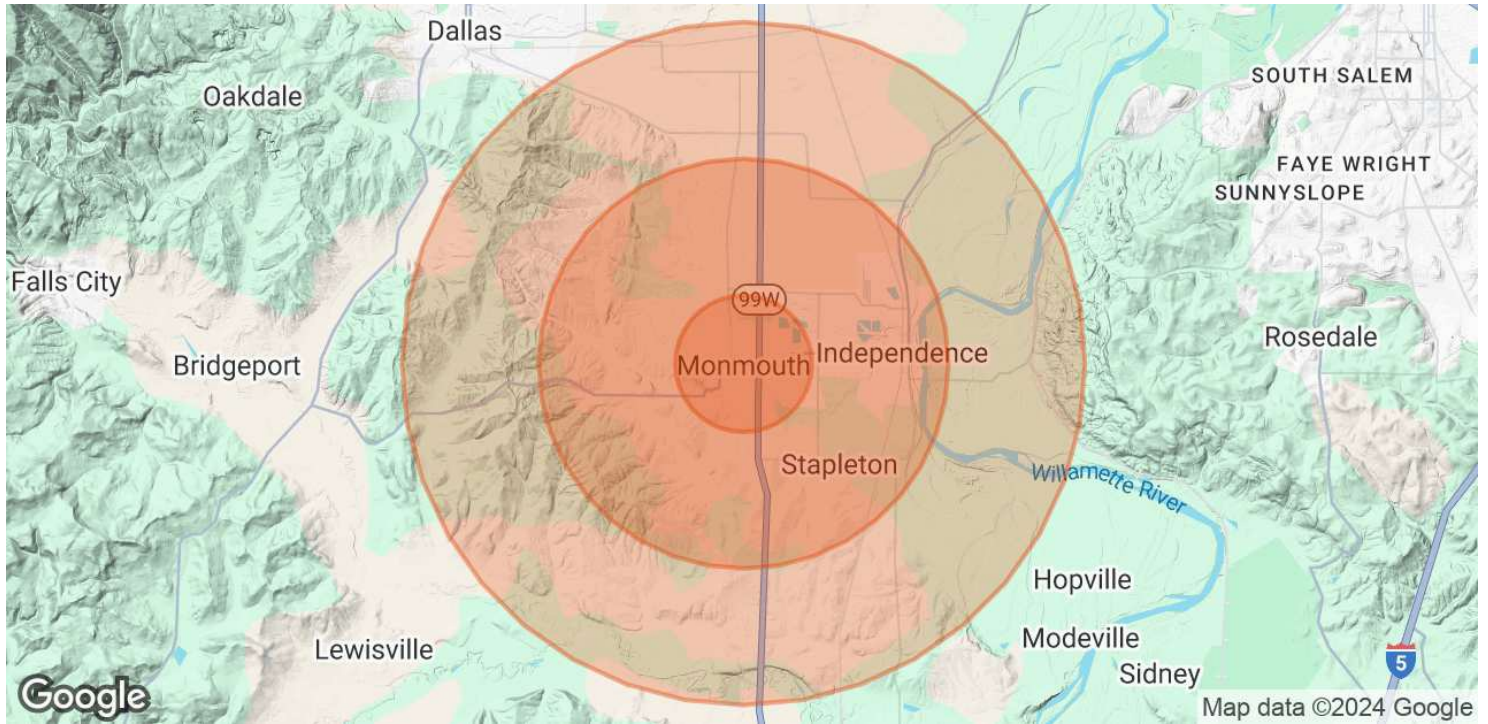 Dallas
Oakdale
SOUTH SALEM
FAYE WRIGHT
SUNNYSLOPE
Falls City
99W
Rosedale
Bridgeport
Monmouth
Independence
Stapleton
Willamette River
Hopville
Modeville
Lewisville
Sidney
5
Google
Map data ©2024 Google